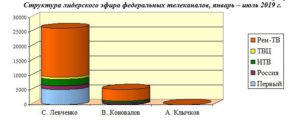 Структура лидерского эфира федеральных телеканалов, январь – июль 2019 г.
30000
25000
20000
15000
10000
5000
0
С. Левченко
В. Коновалов
А. Клычков
Рен-ТВ
ТВЦ
НТВ
Россия
Первый